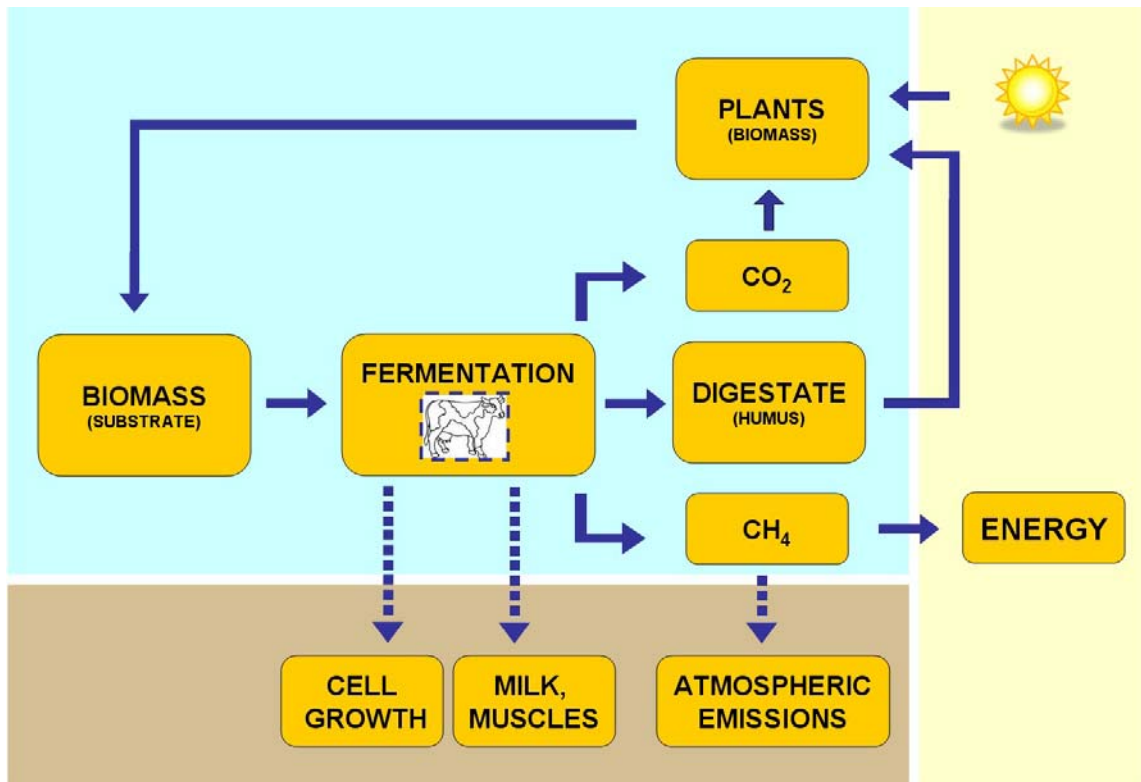 PLANTS
(BIOMASS)
CO₂
BIOMASS
(SUBSTRATE)
FERMENTATION
DIGESTATE
(HUMUS)
CH₄
ENERGY
CELL
GROWTH
MILK,
MUSCLES
ATMOSPHERIC
EMISSIONS